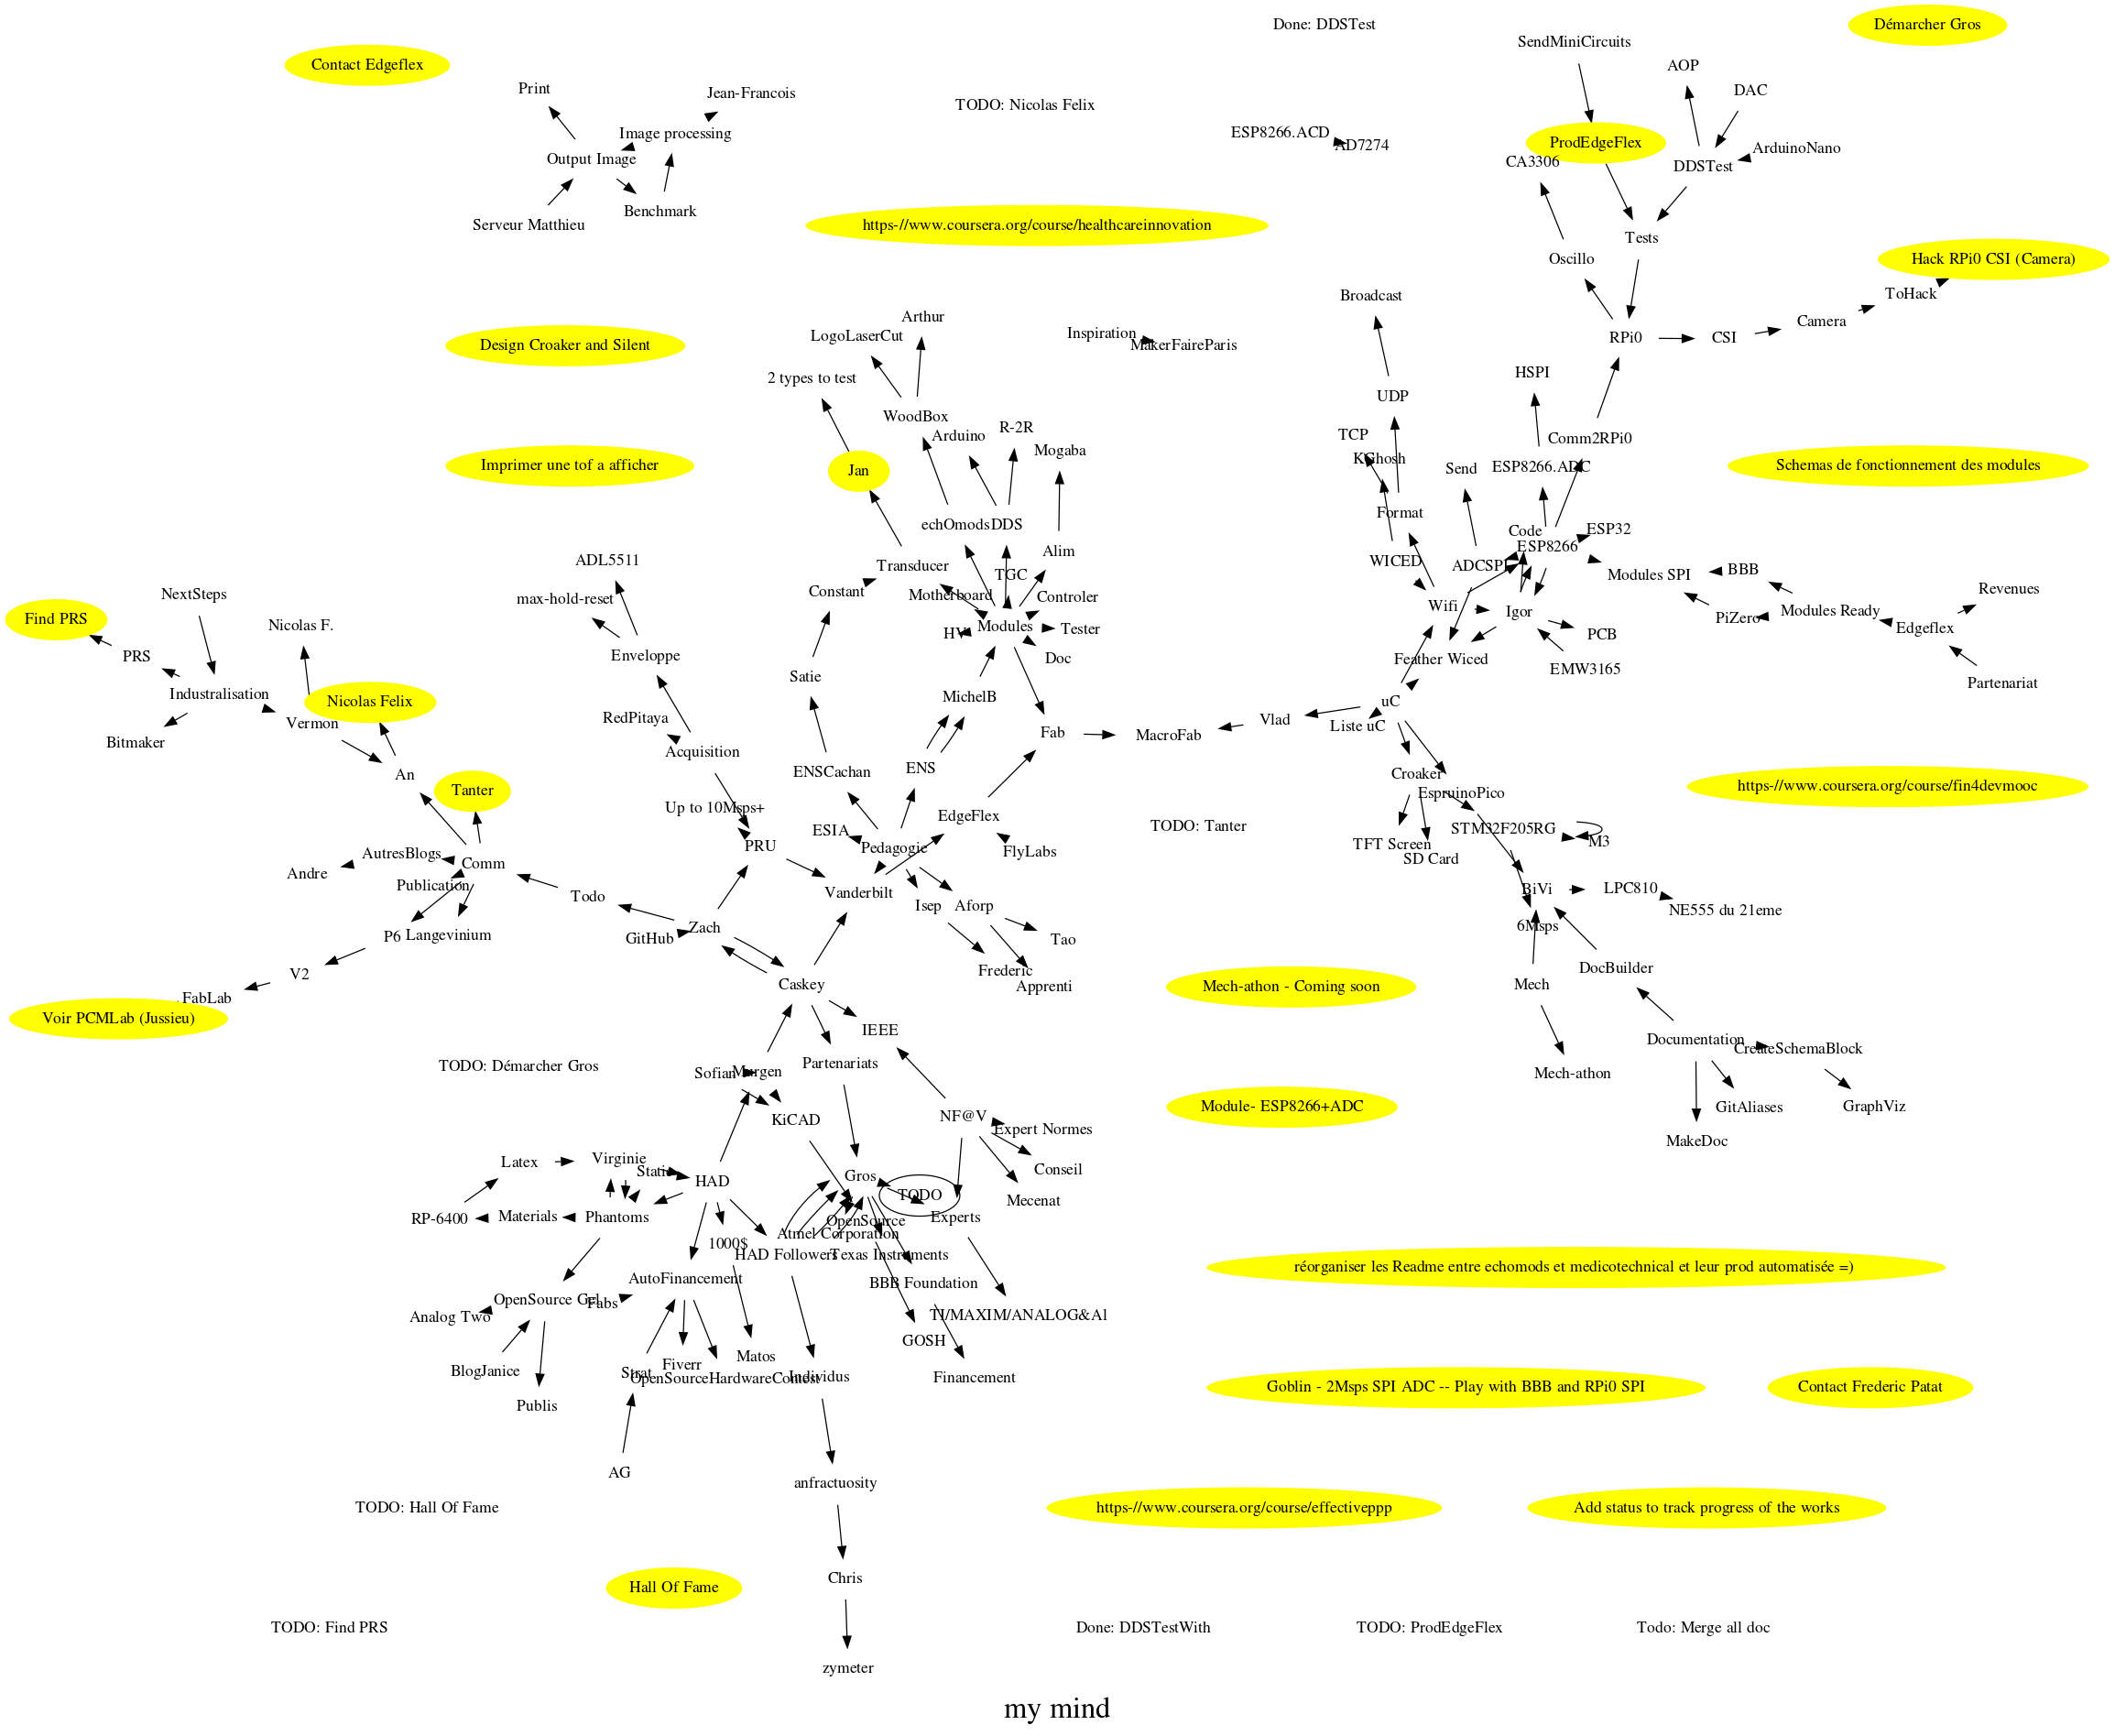 Done: DDSTest
Démarcher Gros
SendMiniCircuits
Contact Edgeflex
AOP
Print
Jean-Francois
DAC
TODO: Nicolas Felix
Image processing
ESP8266.ACD
AD7274
ProdEdgeFlex
ArduinoNano
Output Image
CA3306
DDSTest
Benchmark
Serveur Matthieu
https-//www.coursera.org/course/healthcareinnovation
Tests
Oscillo
Hack RPi0 CSI (Camera)
Broadcast
ToHack
Arthur
Camera
LogoLaserCut
Inspiration
MakerFaireParis
RPi0
CSI
Design Croaker and Silent
2 types to test
HSPI
UDP
WoodBox
Arduino
R-2R
TCP
Comm2RPi0
Mogaba
KGhosh
Imprimer une tof a afficher
Jan
Send
ESP8266.ADC
Schemas de fonctionnement des modules
Format
echOmods
DDS
Code
ESP32
ESP8266
ADL5511
Alim
WICED
ADCSPI
Transducer
TGC
Modules SPI
BBB
NextSteps
max-hold-reset
Constant
Motherboard
Controler
Revenues
Find PRS
Wifi
Igor
Modules Ready
PiZero
Nicolas F.
HV
Modules
Tester
PCB
Edgeflex
PRS
Enveloppe
Doc
Feather Wiced
EMW3165
Industralisation
Satie
MichelB
Partenariat
Nicolas Felix
uC
Vermon
RedPitaya
Vlad
Liste uC
Bitmaker
Acquisition
Fab
MacroFab
An
ENSCachan
ENS
Croaker
Tanter
EspruinoPico
https-//www.coursera.org/course/fin4devmooc
Up to 10Msps+
EdgeFlex
TODO: Tanter
ESIA
STM32F205RG
M3
PRU
Pedagogie
FlyLabs
TFT Screen
AutresBlogs
SD Card
Comm
Andre
Publication
Todo
Vanderbilt
BiVi
LPC810
Isep
Aforp
NE555 du 21eme
P6
Langevinium
GitHub
Zach
Tao
6Msps
V2
Frederic
DocBuilder
Caskey
Apprenti
Mech-athon - Coming soon
Mech
FabLab
Voir PCMLab (Jussieu)
IEEE
Documentation
CreateSchemaBlock
TODO: Démarcher Gros
Sofian
Murgen
Partenariats
Mech-athon
Module- ESP8266+ADC
GitAliases
GraphViz
KiCAD
NF@V
Expert Normes
MakeDoc
Latex
Virginie
Static
HAD
Gros
Conseil
TODO
Mecenat
RP-6400
Materials
Phantoms
OpenSource
Experts
1000$
Atmel Corporation
HAD Followers
Texas Instruments
réorganiser les Readme entre echomods et medicotechnical et leur prod automatisée =)
AutoFinancement
BBB Foundation
OpenSource Gel
Fabs
Analog Two
TI/MAXIM/ANALOG&Al
GOSH
BlogJanice
Strat
Fiverr
Matos
OpenSourceHardwareContest
Individus
Financement
Goblin - 2Msps SPI ADC -- Play with BBB and RPi0 SPI
Contact Frederic Patat
Publis
AG
anfractuosity
TODO: Hall Of Fame
https-//www.coursera.org/course/effectiveppp
Add status to track progress of the works
Chris
Hall Of Fame
TODO: Find PRS
Done: DDSTestWith
TODO: ProdEdgeFlex
Todo: Merge all doc
zymeter
my mind